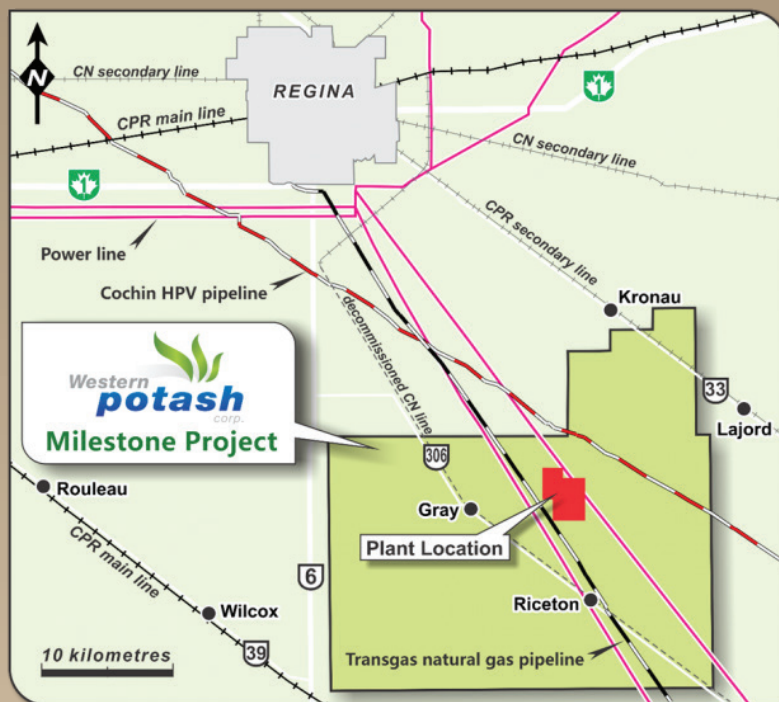 N
CN secondary line
REGINA
1
CPR main line
CN secondary line
1
Power line
CPR secondary line
Cochin HPV pipeline
Kronau
decommissioned CN line
Western
potash
corp.
Milestone Project
33
Lajord
306
Rouleau
Gray
Plant Location
CPR main line
6
Wilcox
Riceton
39
10 kilometres
Transgas natural gas pipeline